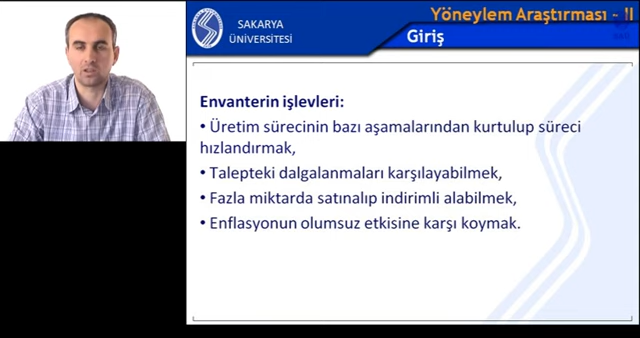 SAKARYA
ÜNİVERSİTESİ
Yöneylem Araştırması - II
Giriş
Envanterin işlevleri:
• Üretim sürecinin bazı aşamalarından kurtulup süreci
hızlandırmak,
• Talepteki dalgalanmaları karşılayabilmek,
• Fazla miktarda satınalıp indirimli alabilmek,
• Enflasyonun olumsuz etkisine karşı koymak.